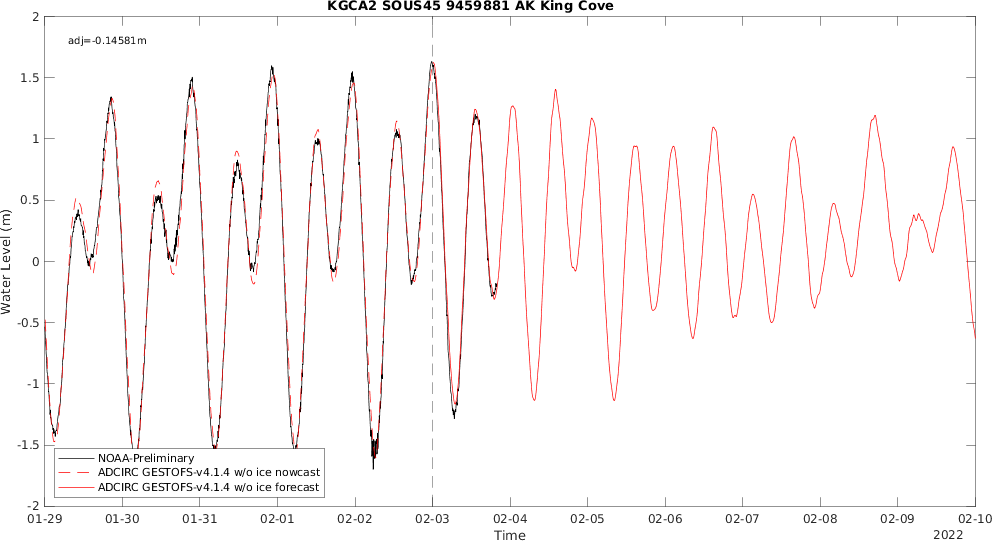 KGCA2 SOUS45 9459881 AK King Cove
adj=-0.14581m
2
1.5
1
0.5
0
-0.5
-1
-1.5
-2
Water Level (m)
NOAA-Preliminary
ADCIRC GESTOFS-v4.1.4 w/o ice nowcast
ADCIRC GESTOFS-v4.1.4 w/o ice forecast
01-29 01-30 01-31 02-01 02-02 02-03 02-04 02-05 02-06 02-07 02-08 02-09 02-10
Time
2022